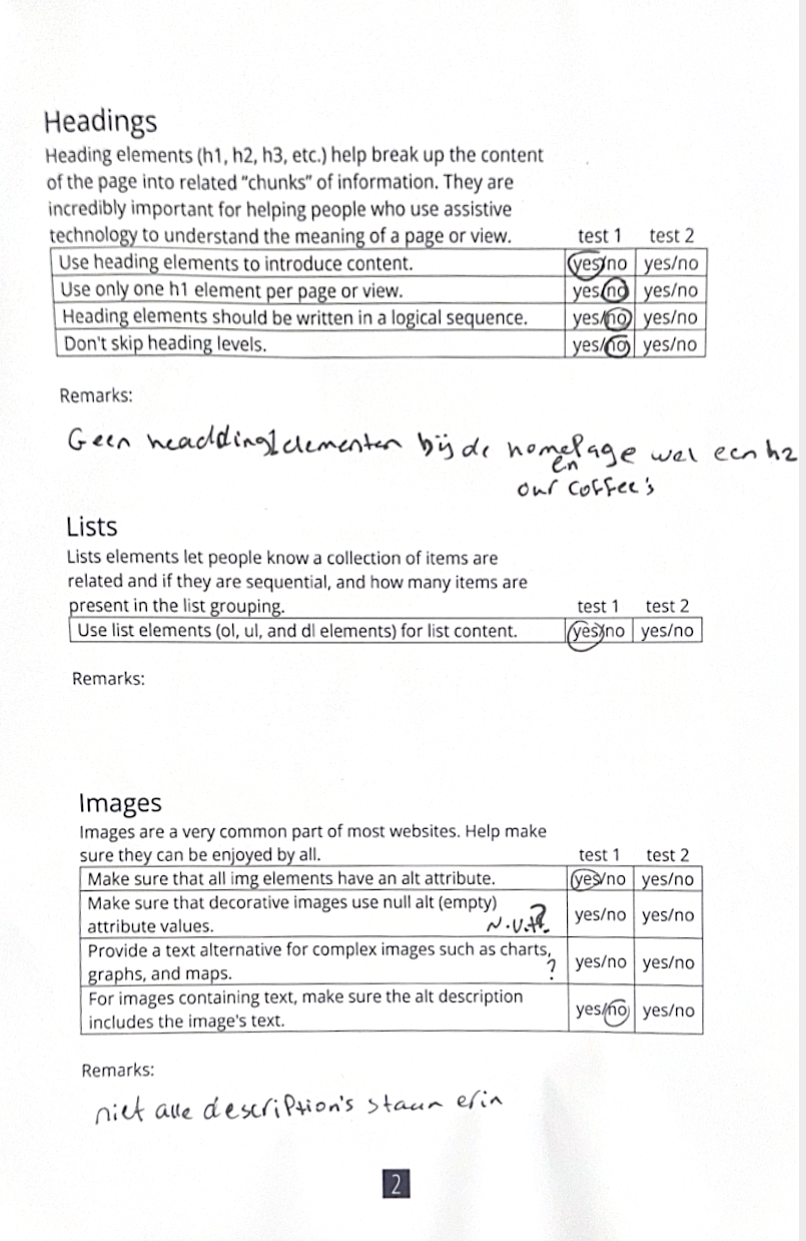 Headings
Heading elements (h1, h2, h3, etc.) help break up the content
of the page into related "chunks" of information. They are
incredibly important for helping people who use assistive
technology to understand the meaning of a page or view. test 1 test 2
Use heading elements to introduce content. yes/no yes/no
Use only one h1 element per page or view. yes/no yes/no
Heading elements should be written in a logical sequence. yes/no yes/no
Don't skip heading levels. yes/no yes/no
Remarks:
Geen headding1elementen bij de homepage wel een h2
en
our coffee's
Lists
Lists elements let people know a collection of items are
related and if they are sequential, and how many items are
present in the list grouping. test 1 test 2
Use list elements (ol, ul, and dl elements) for list content. yes/no yes/no
Remarks:
Images
Images are a very common part of most websites. Help make
sure they can be enjoyed by all. test 1 test 2
Make sure that all img elements have an alt attribute. yes/no yes/no
Make sure that decorative images use null alt (empty)
attribute values. ? yes/no yes/no
Provide a text alternative for complex images such as charts,
graphs, and maps. ? yes/no yes/no
For images containing text, make sure the alt description
includes the image's text. yes/no yes/no
Remarks:
niet alle description's staan erin
2